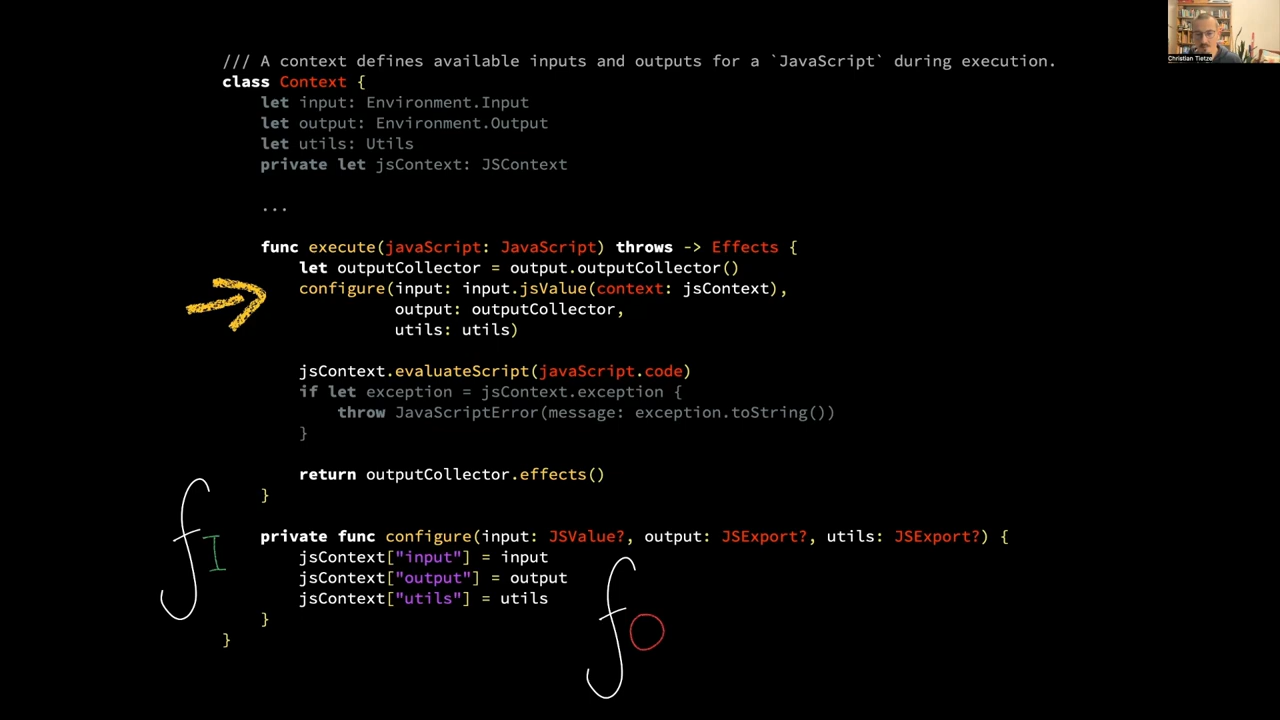 /// A context defines available inputs and outputs for a `JavaScript` during execution.
class Context {
let input: Environment.Input
let output: Environment.Output
let utils: Utils
private let jsContext: JSContext
...
func execute(javaScript: JavaScript) throws -> Effects {
let outputCollector = output.outputCollector()
configure(input: input.jsValue(context: jsContext),
output: outputCollector,
utils: utils)
jsContext.evaluateScript(javaScript.code)
if let exception = jsContext.exception {
throw JavaScriptError(message: exception.toString())
}
return outputCollector.effects()
}
private func configure(input: JSValue?, output: JSExport?, utils: JSExport?) {
jsContext["input"] = input
jsContext["output"] = output
jsContext["utils"] = utils
}
}
f I
f O
Christian Tietze